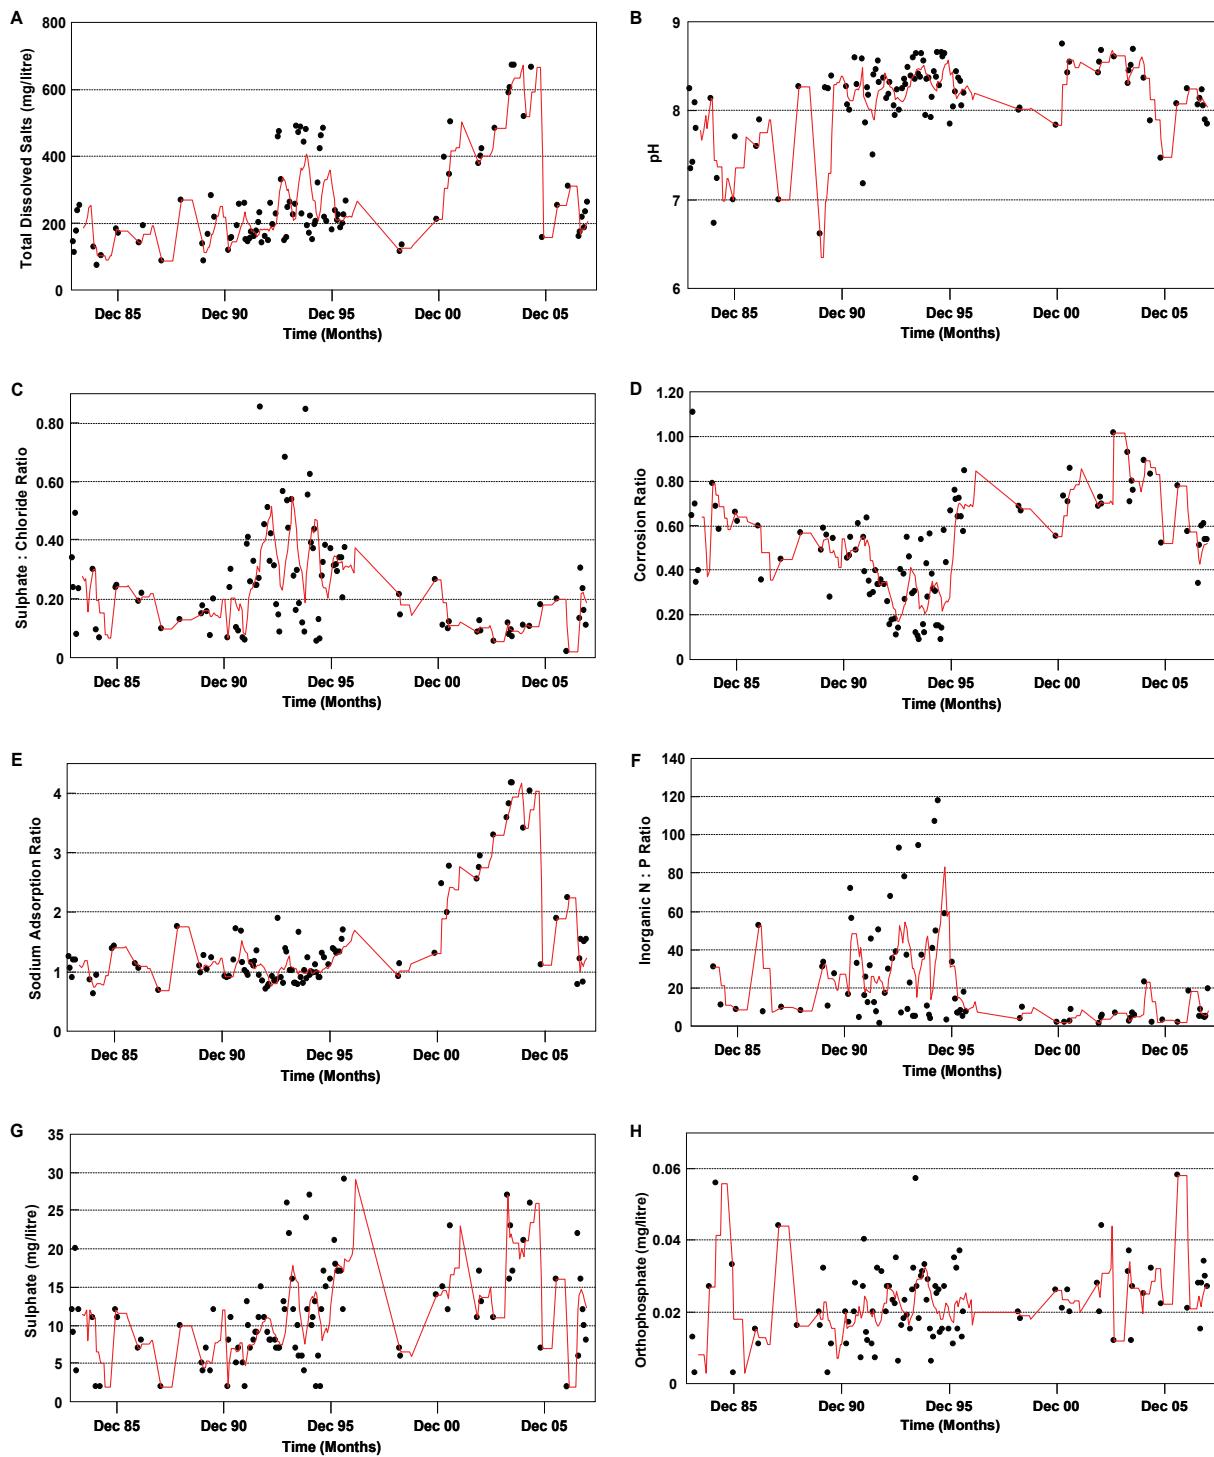 A
B
800
600
400
200
0
Total Dissolved Salts (mg/litre)
Dec 85 Dec 90 Dec 95 Dec 00 Dec 05
Time (Months)
9
8
7
6
pH
Dec 85 Dec 90 Dec 95 Dec 00 Dec 05
Time (Months)
C
D
0.80
0.60
0.40
0.20
0
Sulphate : Chloride Ratio
Dec 85 Dec 90 Dec 95 Dec 00 Dec 05
Time (Months)
1.20
1.00
0.80
0.60
0.40
0.20
0
Corrosion Ratio
Dec 85 Dec 90 Dec 95 Dec 00 Dec 05
Time (Months)
E
F
4
3
2
1
0
Sodium Adsorption Ratio
Dec 85 Dec 90 Dec 95 Dec 00 Dec 05
Time (Months)
140
120
100
80
60
40
20
0
Inorganic N : P Ratio
Dec 85 Dec 90 Dec 95 Dec 00 Dec 05
Time (Months)
G
H
35
30
25
20
15
10
5
0
Sulphate (mg/litre)
Dec 85 Dec 90 Dec 95 Dec 00 Dec 05
Time (Months)
0.06
0.04
0.02
0
Orthophosphate (mg/litre)
Dec 85 Dec 90 Dec 95 Dec 00 Dec 05
Time (Months)